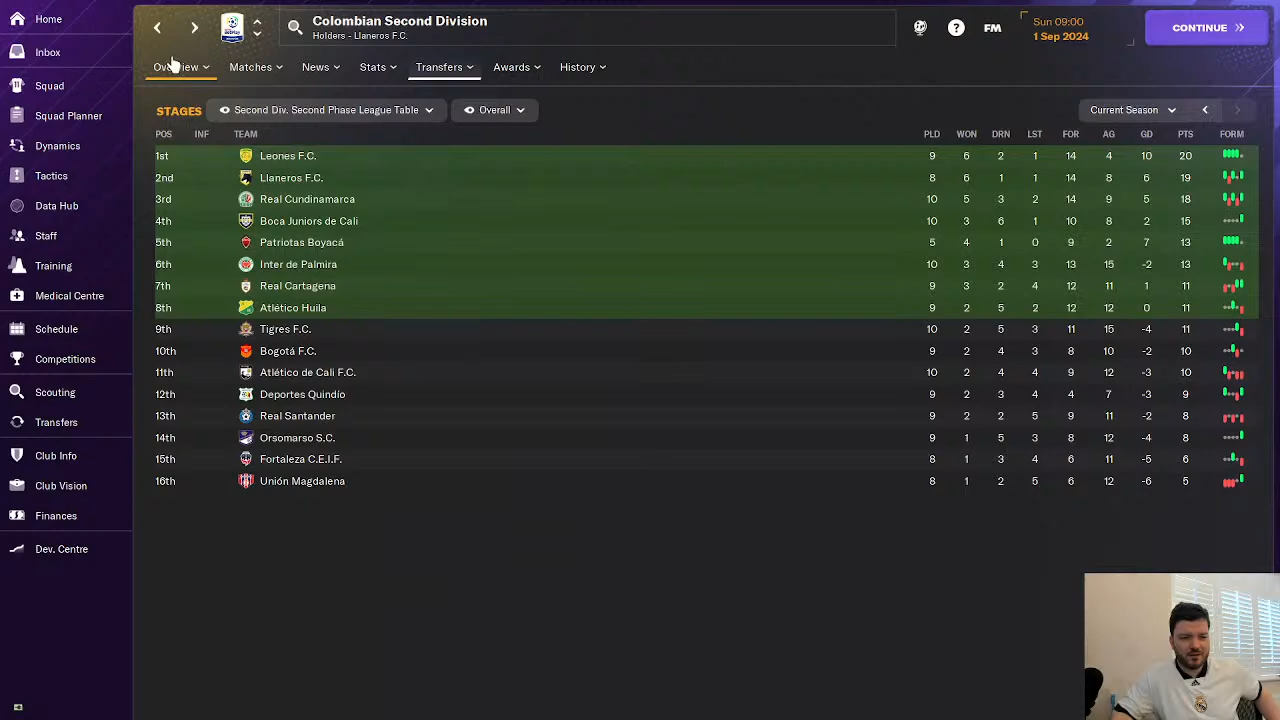 Home
Inbox
Squad
Squad Planner
Dynamics
Tactics
Data Hub
Staff
Training
Medical Centre
Schedule
Competitions
Scouting
Transfers
Club Info
Club Vision
Finances
Dev. Centre
Colombian Second Division
Holders - Llaneros F.C.
FM
Sun 09:00
1 Sep 2024
CONTINUE
Overview Matches News Stats Transfers Awards History
STAGES Second Div. Second Phase League Table Overall Current Season
POS INF TEAM PLD WON DRN LST FOR AG GD PTS FORM
1st Leones F.C. 9 6 2 1 14 4 10 20
2nd Llaneros F.C. 8 6 1 1 14 8 6 19
3rd Real Cundinamarca 10 5 3 2 14 9 5 18
4th Boca Juniors de Cali 10 3 6 1 10 8 2 15
5th Patriotas Boyacá 5 4 1 0 9 2 7 13
6th Inter de Palmira 10 3 4 3 13 15 -2 13
7th Real Cartagena 9 3 2 4 12 11 1 11
8th Atlético Huila 9 2 5 2 12 12 0 11
9th Tigres F.C. 10 2 5 3 11 15 -4 11
10th Bogotá F.C. 9 2 4 3 8 10 -2 10
11th Atlético de Cali F.C. 10 2 4 4 9 12 -3 10
12th Deportes Quindío 9 2 3 4 4 7 -3 9
13th Real Santander 9 2 2 5 9 11 -2 8
14th Orsomarso S.C. 9 1 5 3 8 12 -4 8
15th Fortaleza C.E.I.F. 8 1 3 4 6 11 -5 6
16th Unión Magdalena 8 1 2 5 6 12 -6 5